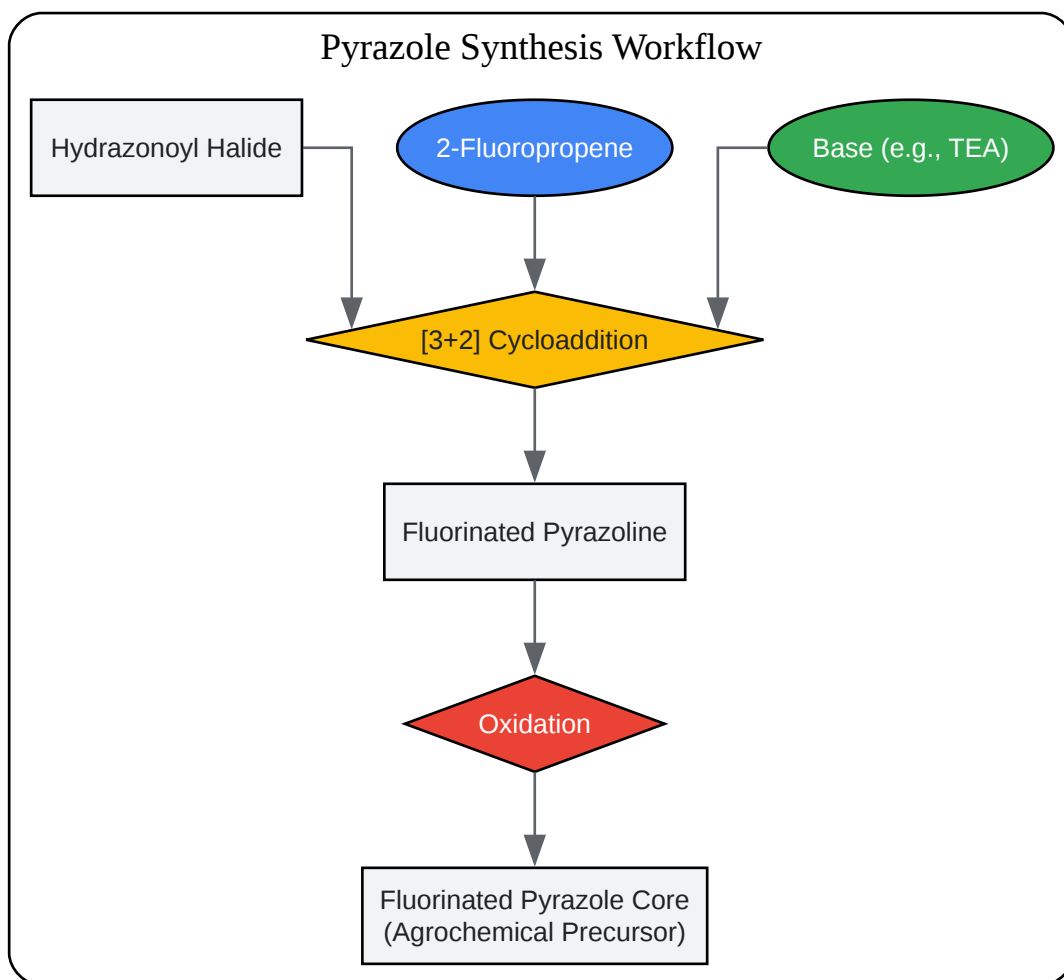 Pyrazole Synthesis Workflow
Hydrazonoyl Halide
2-Fluoropropene
Base (e.g., TEA)
[3+2] Cycloaddition
Fluorinated Pyrazoline
Oxidation
Fluorinated Pyrazole Core
(Agrochemical Precursor)